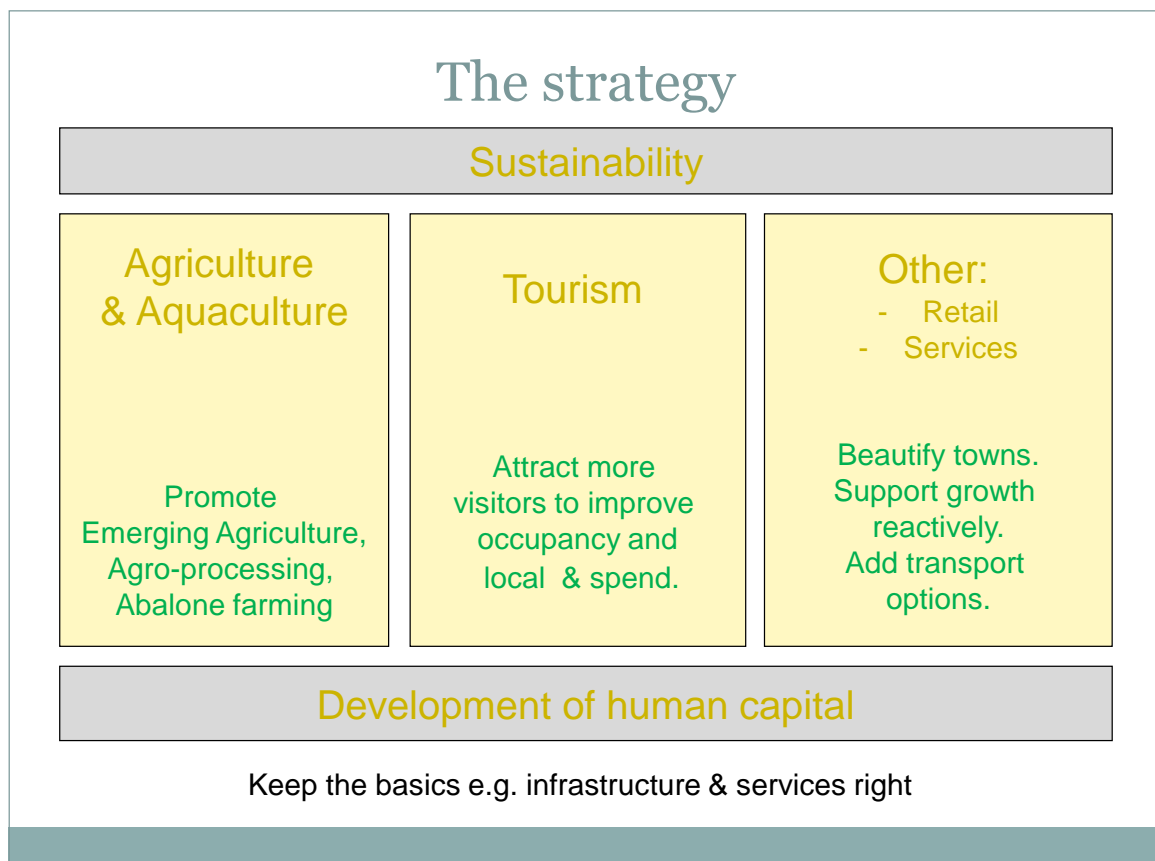 The strategy
Sustainability
Agriculture
& Aquaculture
Promote
Emerging Agriculture,
Agro-processing,
Abalone farming
Tourism
Attract more
visitors to improve
occupancy and
local & spend.
Other:
- Retail
- Services
Beautify towns.
Support growth
reactively.
Add transport
options.
Development of human capital
Keep the basics e.g. infrastructure & services right